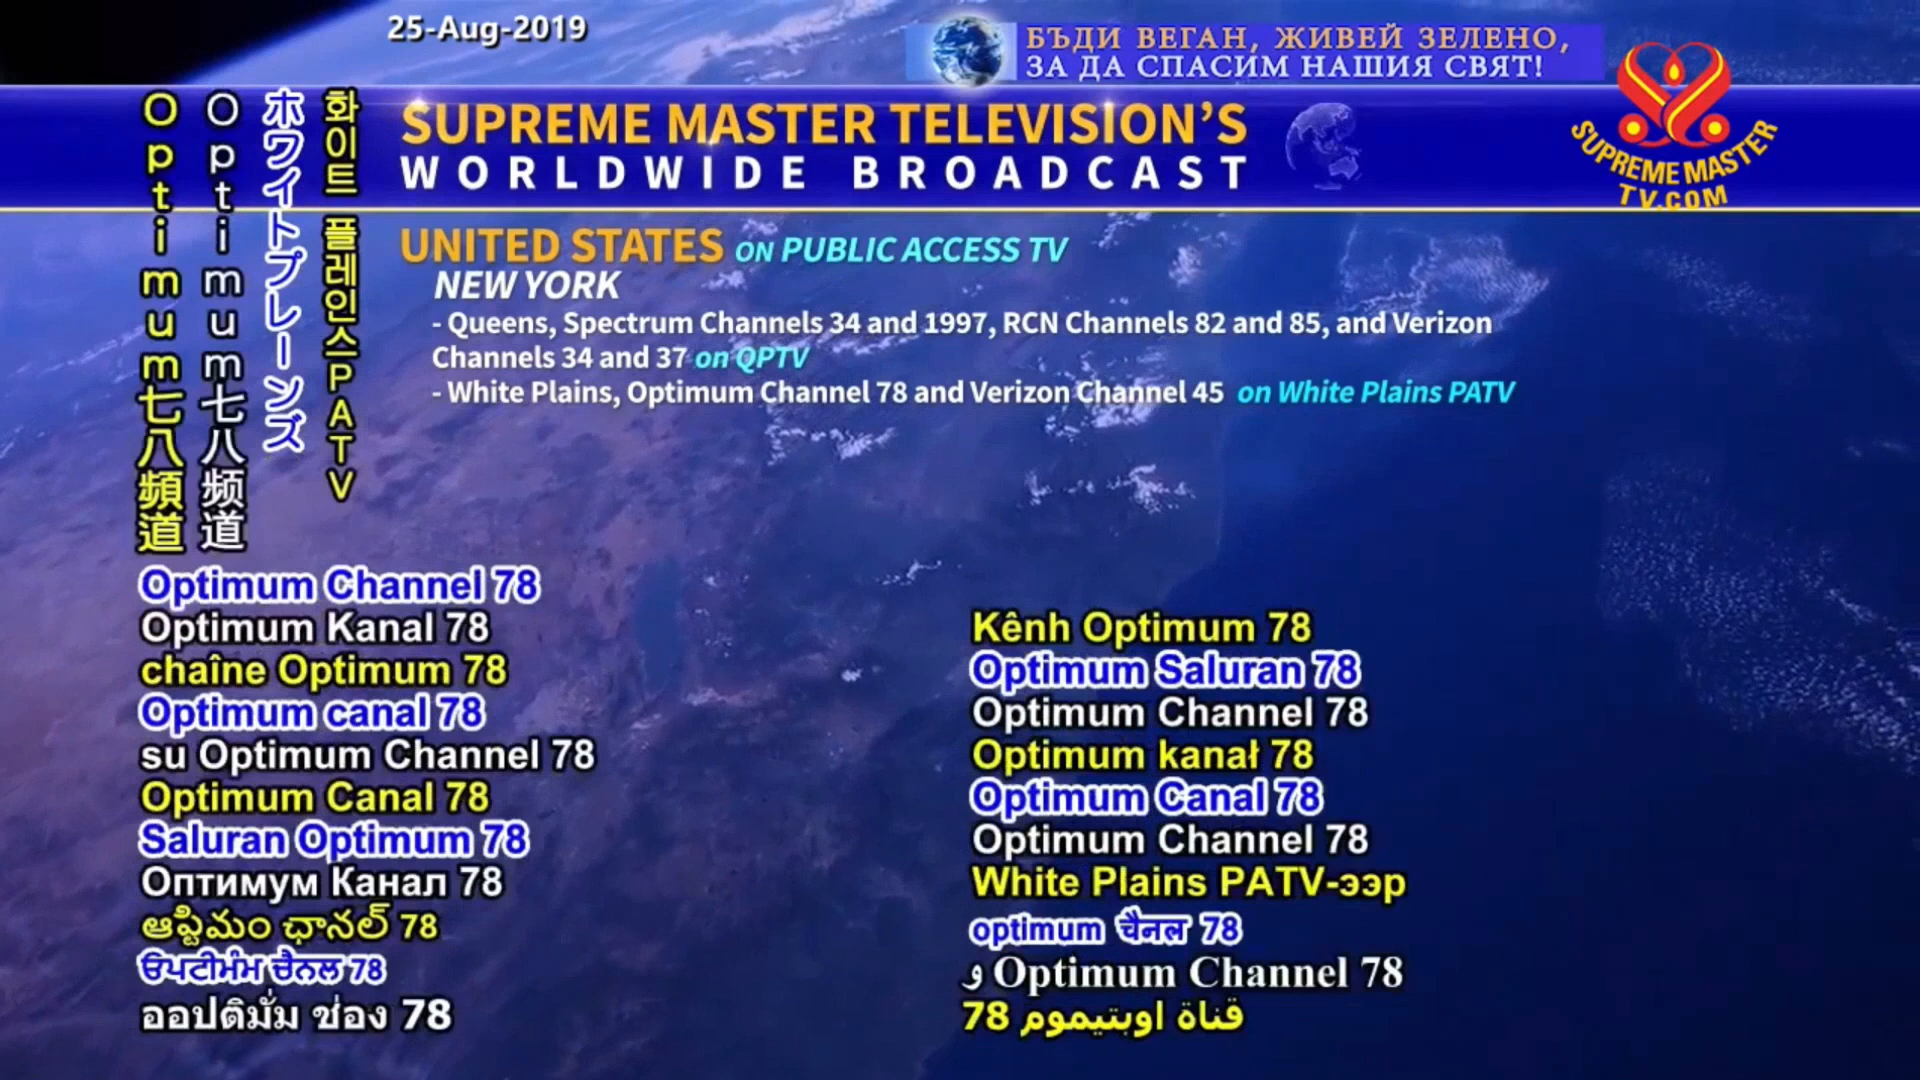 25-Aug-2019
БЪДИ ВЕГАН, ЖИВЕЙ ЗЕЛЕНО,
ЗА ДА СПАСИМ НАШИЯ СВЯТ!
SUPREME MASTER
TV.COM
SUPREME MASTER TELEVISION'S
WORLDWIDE BROADCAST
UNITED STATES ON PUBLIC ACCESS TV
NEW YORK
- Queens, Spectrum Channels 34 and 1997, RCN Channels 82 and 85, and Verizon
Channels 34 and 37 on QPTV
- White Plains, Optimum Channel 78 and Verizon Channel 45 on White Plains PATV
Optimum七八頻道
Optimum七八频道
ホワイトプレーンズ
화이트 플레인스PATV
Optimum Channel 78
Optimum Kanal 78
chaîne Optimum 78
Optimum canal 78
su Optimum Channel 78
Optimum Canal 78
Saluran Optimum 78
Оптимум Канал 78
ఆప్టిమం ఛానల్ 78
ਓਪਟੀਮੰਮ ਚੈਨਲ 78
ออปติมั่ม ช่อง 78
Kênh Optimum 78
Optimum Saluran 78
Optimum Channel 78
Optimum kanał 78
Optimum Canal 78
Optimum Channel 78
White Plains PATV-ээр
optimum चैनल 78
و Optimum Channel 78
قناة اوبتيموم 78